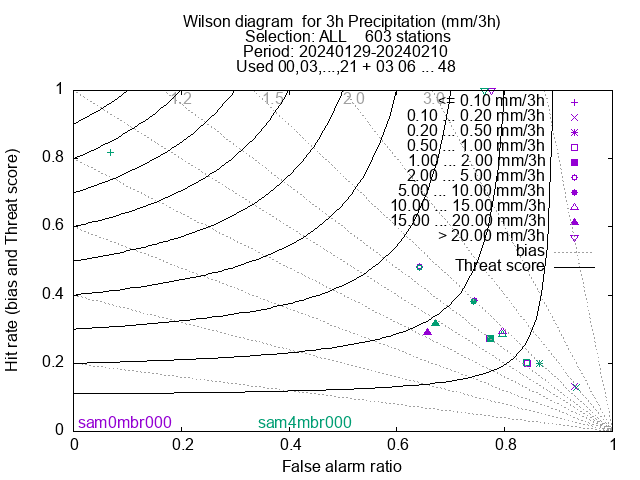 Wilson diagram  for 3h Precipitation (mm/3h)
Selection: ALL    603 stations
Period: 20240129-20240210
Used 00,03,...,21 + 03 06 ... 48
1.2 1.5 2.0 3.0
<= 0.10 mm/3h
0.10 ... 0.20 mm/3h
0.20 ... 0.50 mm/3h
0.50 ... 1.00 mm/3h
1.00 ... 2.00 mm/3h
2.00 ... 5.00 mm/3h
5.00 ... 10.00 mm/3h
10.00 ... 15.00 mm/3h
15.00 ... 20.00 mm/3h
> 20.00 mm/3h
bias
Threat score
Hit rate (bias and Threat score)
1
0.8
0.6
0.4
0.2
0
sam0mbr000 sam4mbr000
0 0.2 0.4 0.6 0.8 1
False alarm ratio